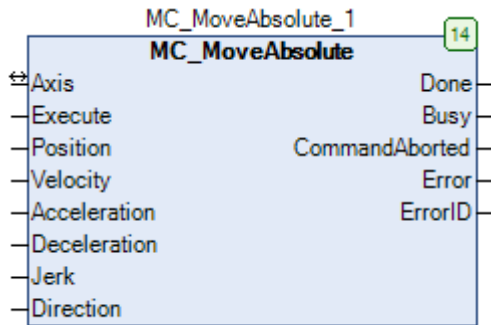 MC_MoveAbsolute_1
14
MC_MoveAbsolute
Axis Done
Execute Busy
Position CommandAborted
Velocity Error
Acceleration ErrorID
Deceleration
Jerk
Direction